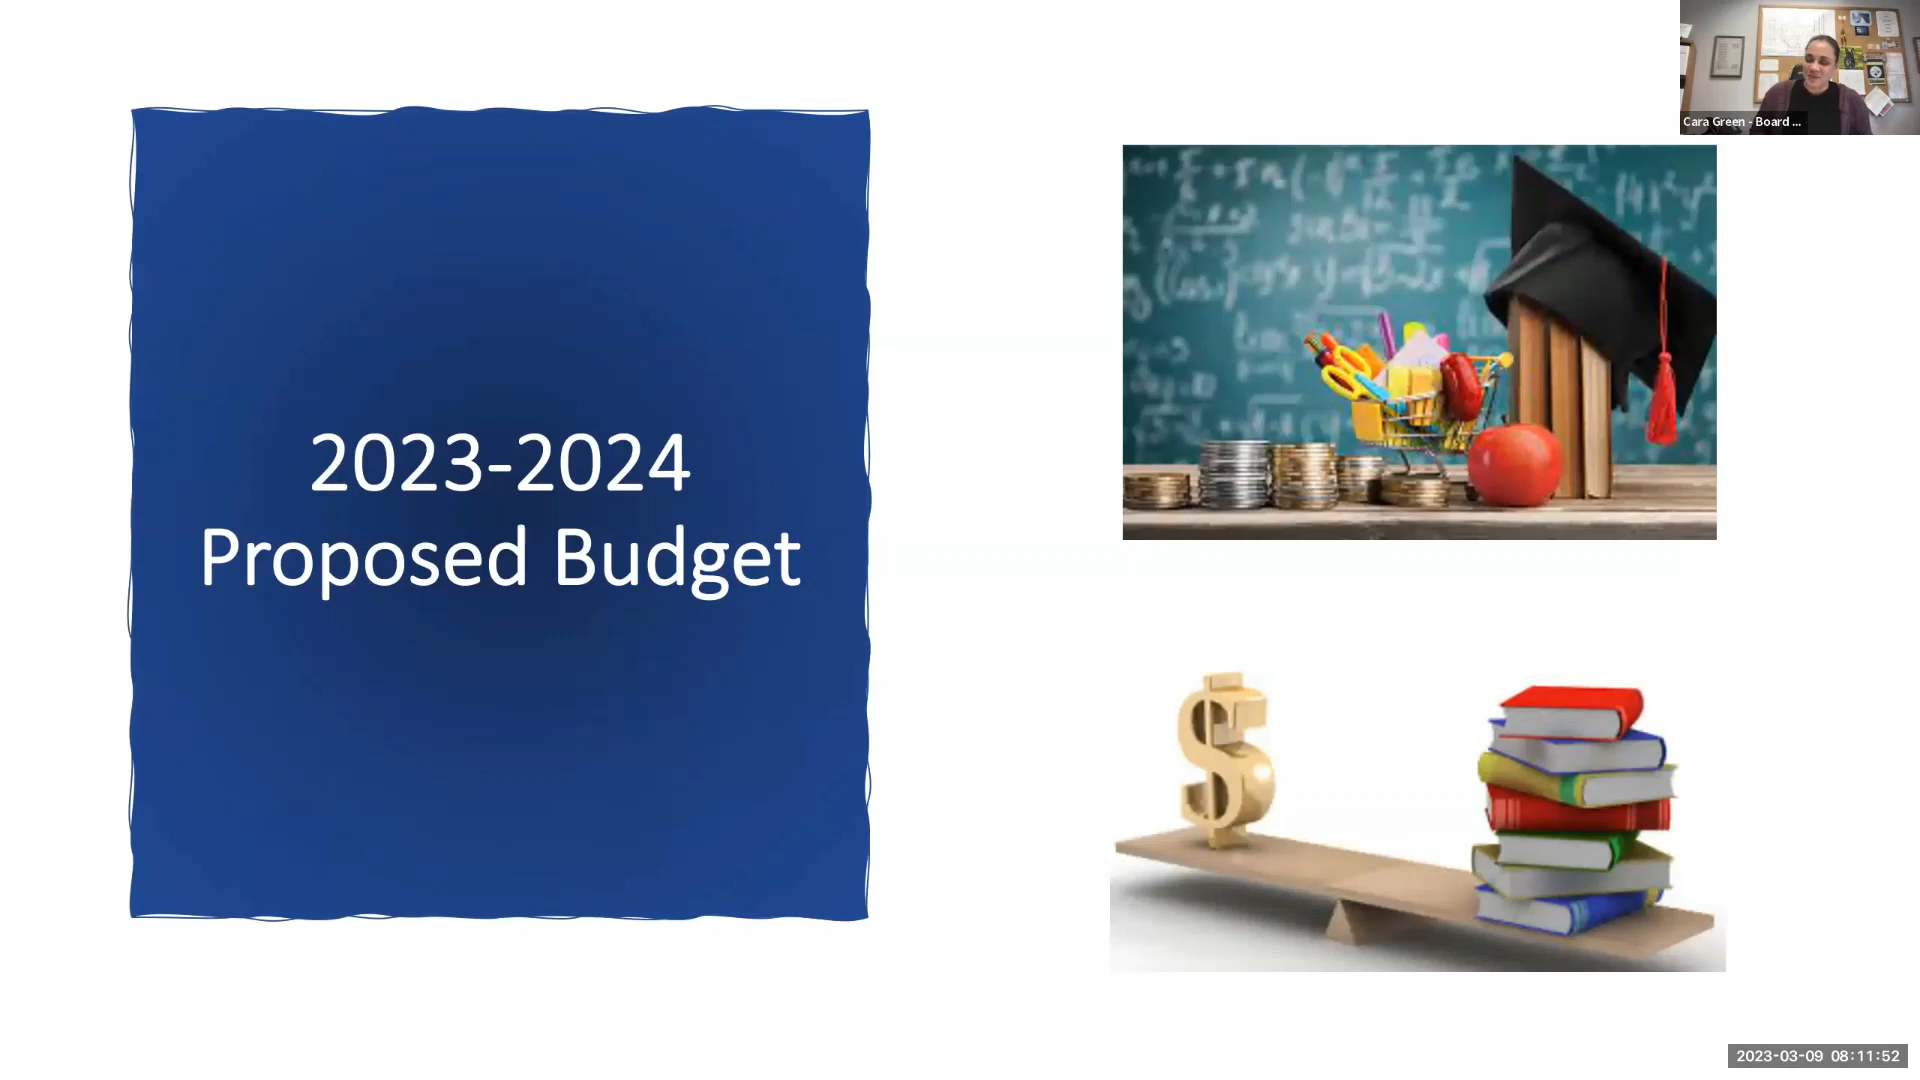 Cara Green - Board ...
2023-2024
Proposed Budget
2023-03-09 08:11:52